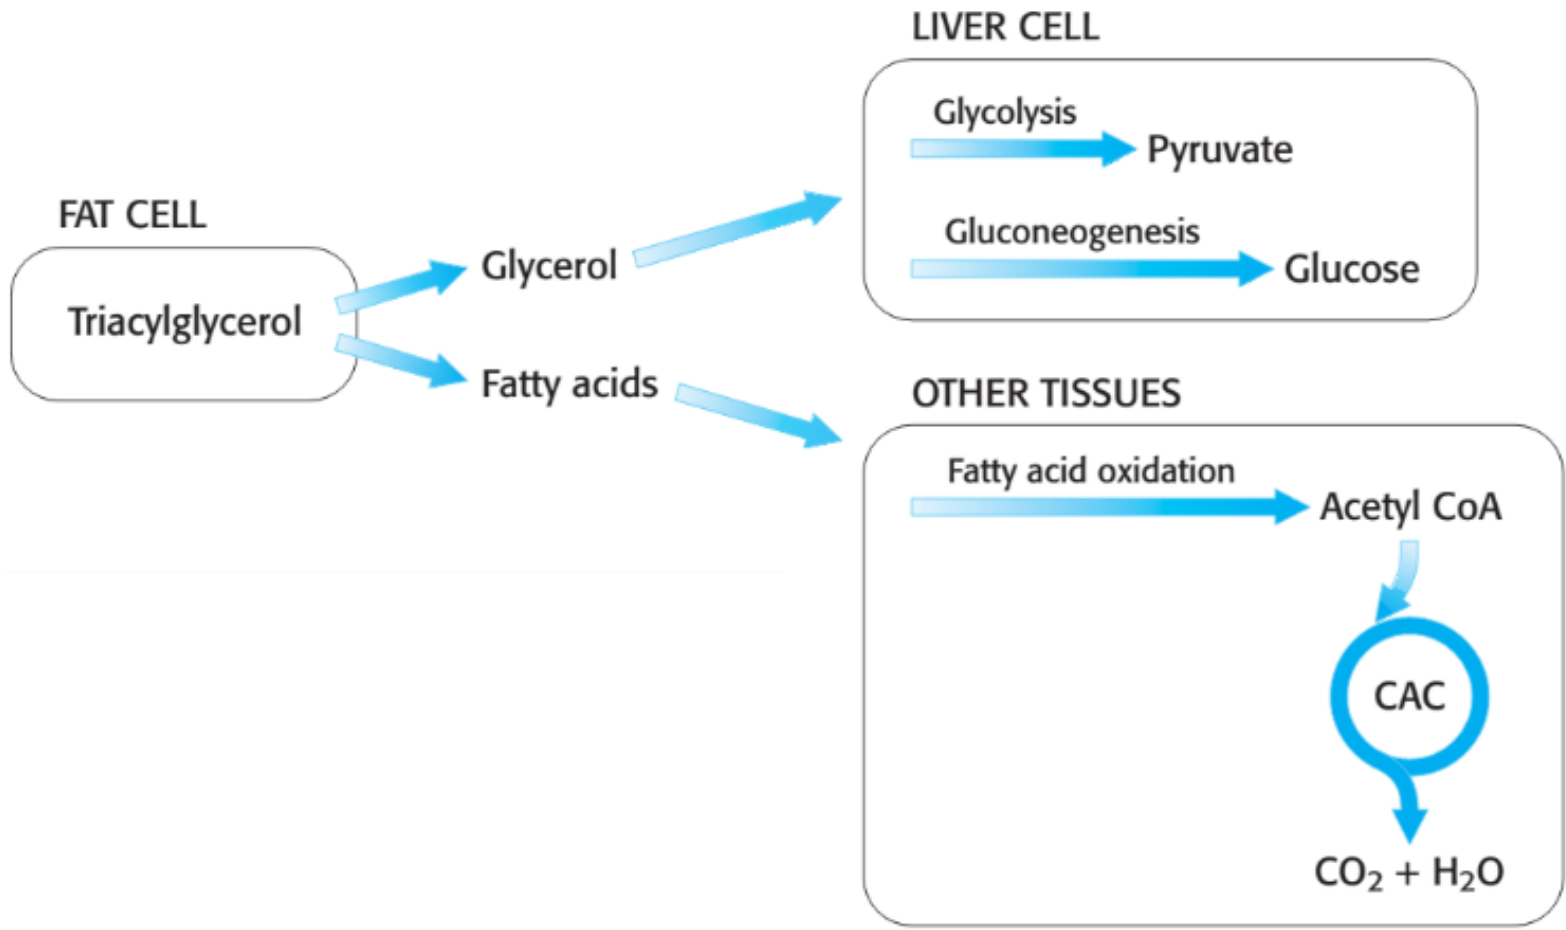 FAT CELL
Triacylglycerol
Glycerol
Fatty acids
LIVER CELL
Glycolysis
Pyruvate
Gluconeogenesis
Glucose
OTHER TISSUES
Fatty acid oxidation
Acetyl CoA
CAC
CO₂ + H₂O